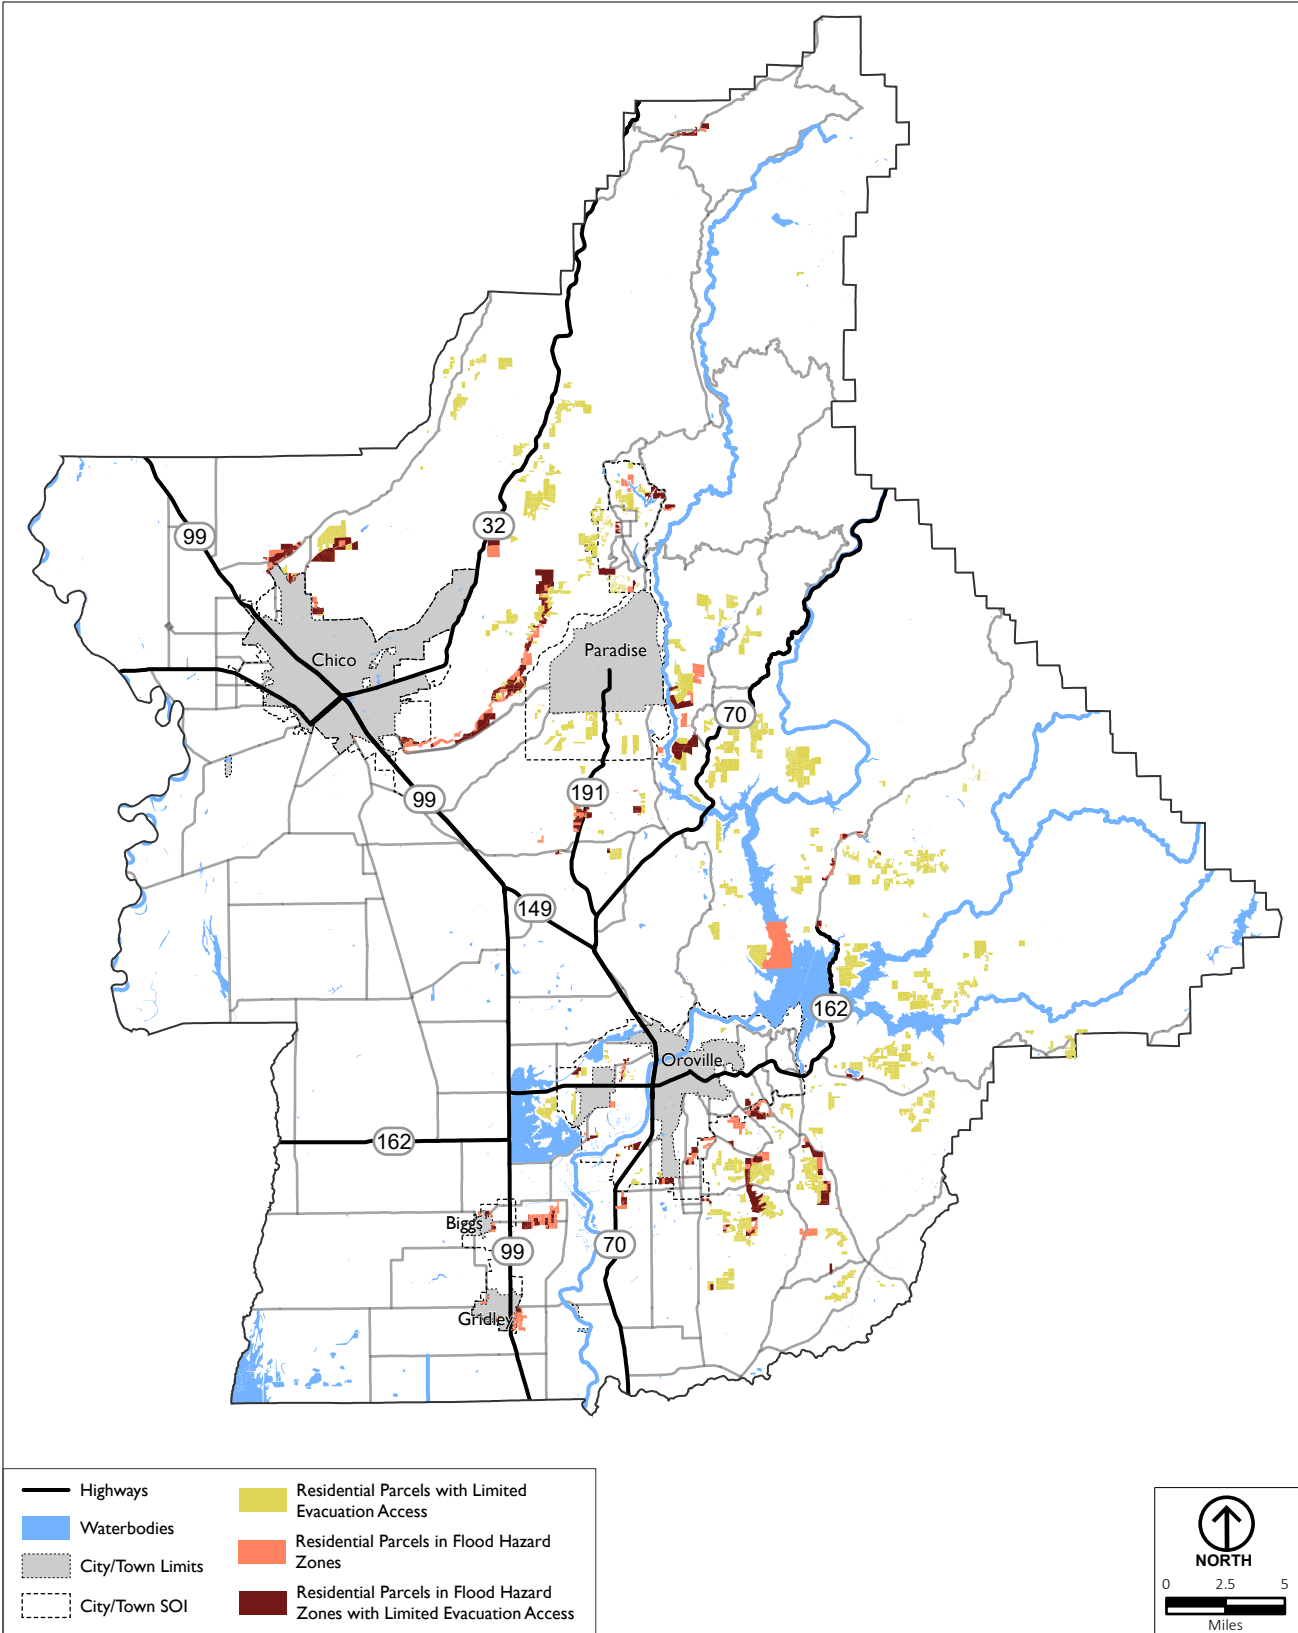 99
32
Chico
Paradise
70
191
99
149
162
Oroville
162
Biggs
99
70
Gridley
Highways
Waterbodies
City/Town Limits
City/Town SOI
Residential Parcels with Limited
Evacuation Access
Residential Parcels in Flood Hazard
Zones
Residential Parcels in Flood Hazard
Zones with Limited Evacuation Access
NORTH
0 2.5 5
Miles